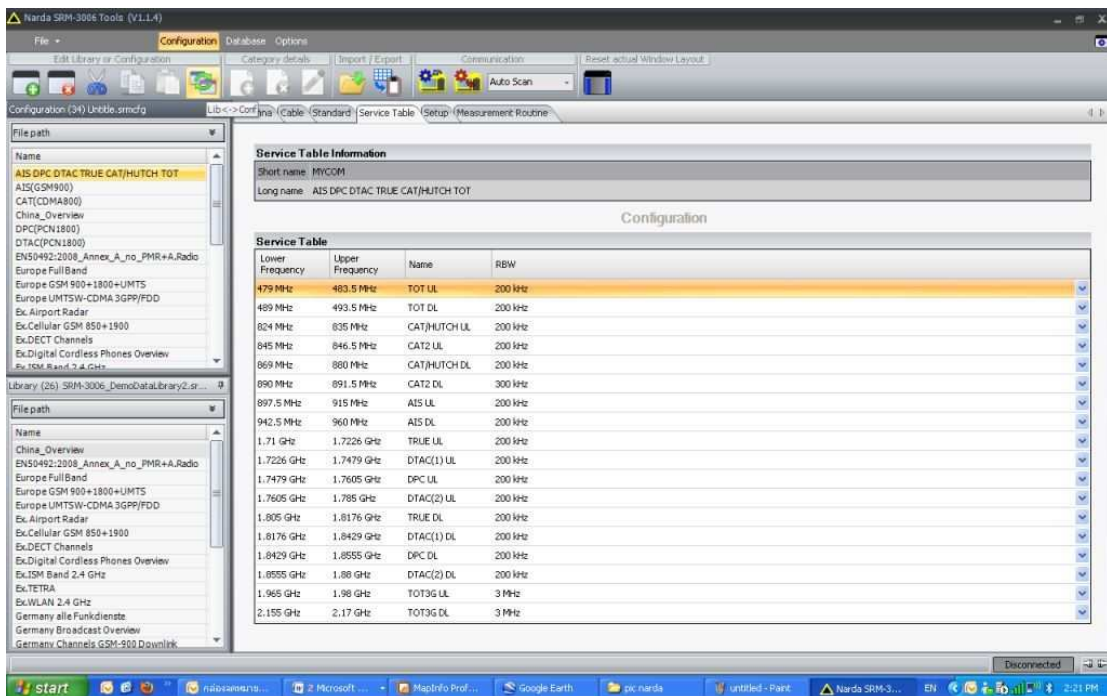 Narda SRM-3006 Tools (V1.1.4)
File Configuration Database Options
Edit Library or Configuration Category details Import / Export Communication Reset actual Window Layout
Auto Scan
Configuration (34) Untitle.srmcfg
Lib<->Conf
nna Cable Standard Service Table Setup Measurement Routine
File path
Name
AIS DPC DTAC TRUE CAT/HUTCH TOT
AIS(GSM900)
CAT(CDMA800)
China_Overview
DPC(PCN1800)
DTAC(PCN1800)
EN50492:2008_Annex_A_no_PMR+A.Radio
Europe FullBand
Europe GSM 900+1800+UMTS
Europe UMTSW-CDMA 3GPP/FDD
Ex.Airport Radar
Ex.Cellular GSM 850+1900
Ex.DECT Channels
Ex.Digital Cordless Phones Overview
Ex.ISM Band 2.4 GHz
Library (26) SRM-3006_DemoDataLibrary2.sr...
File path
Name
China_Overview
EN50492:2008_Annex_A_no_PMR+A.Radio
Europe FullBand
Europe GSM 900+1800+UMTS
Europe UMTSW-CDMA 3GPP/FDD
Ex.Airport Radar
Ex.Cellular GSM 850+1900
Ex.DECT Channels
Ex.Digital Cordless Phones Overview
Ex.ISM Band 2.4 GHz
Ex.TETRA
Ex.WLAN 2.4 GHz
Germany alle Funkdienste
Germany Broadcast Overview
Germany Channels GSM-900 Downlink
Service Table Information
Short name MYCOM
Long name AIS DPC DTAC TRUE CAT/HUTCH TOT
Configuration
Service Table
Lower Frequency Upper Frequency Name RBW
479 MHz 483.5 MHz TOT UL 200 kHz
489 MHz 493.5 MHz TOT DL 200 kHz
824 MHz 835 MHz CAT/HUTCH UL 200 kHz
845 MHz 846.5 MHz CAT2 UL 200 kHz
869 MHz 880 MHz CAT/HUTCH DL 200 kHz
890 MHz 891.5 MHz CAT2 DL 300 kHz
897.5 MHz 915 MHz AIS UL 200 kHz
942.5 MHz 960 MHz AIS DL 200 kHz
1.71 GHz 1.7226 GHz TRUE UL 200 kHz
1.7226 GHz 1.7479 GHz DTAC(1) UL 200 kHz
1.7479 GHz 1.7605 GHz DPC UL 200 kHz
1.7605 GHz 1.785 GHz DTAC(2) UL 200 kHz
1.805 GHz 1.8176 GHz TRUE DL 200 kHz
1.8176 GHz 1.8429 GHz DTAC(1) DL 200 kHz
1.8429 GHz 1.8555 GHz DPC DL 200 kHz
1.8555 GHz 1.88 GHz DTAC(2) DL 200 kHz
1.965 GHz 1.98 GHz TOT3G UL 3 MHz
2.155 GHz 2.17 GHz TOT3G DL 3 MHz
Disconnected
start 2 Microsoft ... MapInfo Prof... Google Earth pic narda untitled - Paint Narda SRM-3... EN 2:21 PM